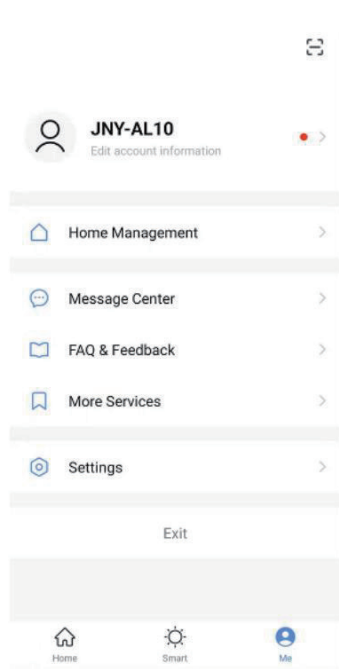 JNY-AL10
Edit account information
Home Management
Message Center
FAQ & Feedback
More Services
Settings
Exit
Home
Smart
Me